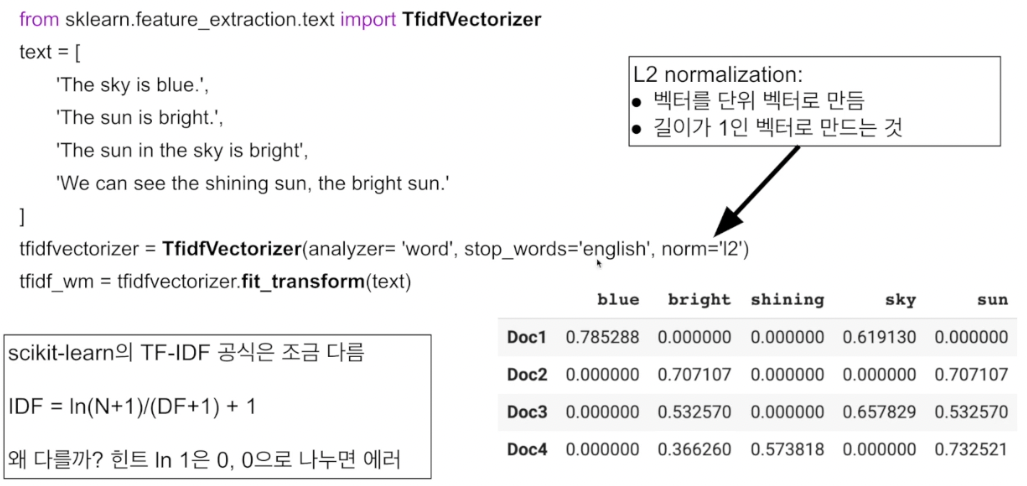 from sklearn.feature_extraction.text import TfidfVectorizer
text = [
'The sky is blue.',
'The sun is bright.',
'The sun in the sky is bright',
'We can see the shining sun, the bright sun.'
]
tfidfvectorizer = TfidfVectorizer(analyzer= 'word', stop_words='english', norm='l2')
tfidf_wm = tfidfvectorizer.fit_transform(text)
L2 normalization:
● 벡터를 단위 벡터로 만듬
● 길이가 1인 벡터로 만드는 것
scikit-learn의 TF-IDF 공식은 조금 다름
IDF = ln(N+1)/(DF+1) + 1
왜 다를까? 힌트 ln 1은 0, 0으로 나누면 에러
blue bright shining sky sun
Doc1 0.785288 0.000000 0.000000 0.619130 0.000000
Doc2 0.000000 0.707107 0.000000 0.000000 0.707107
Doc3 0.000000 0.532570 0.000000 0.657829 0.532570
Doc4 0.000000 0.366260 0.573818 0.000000 0.732521